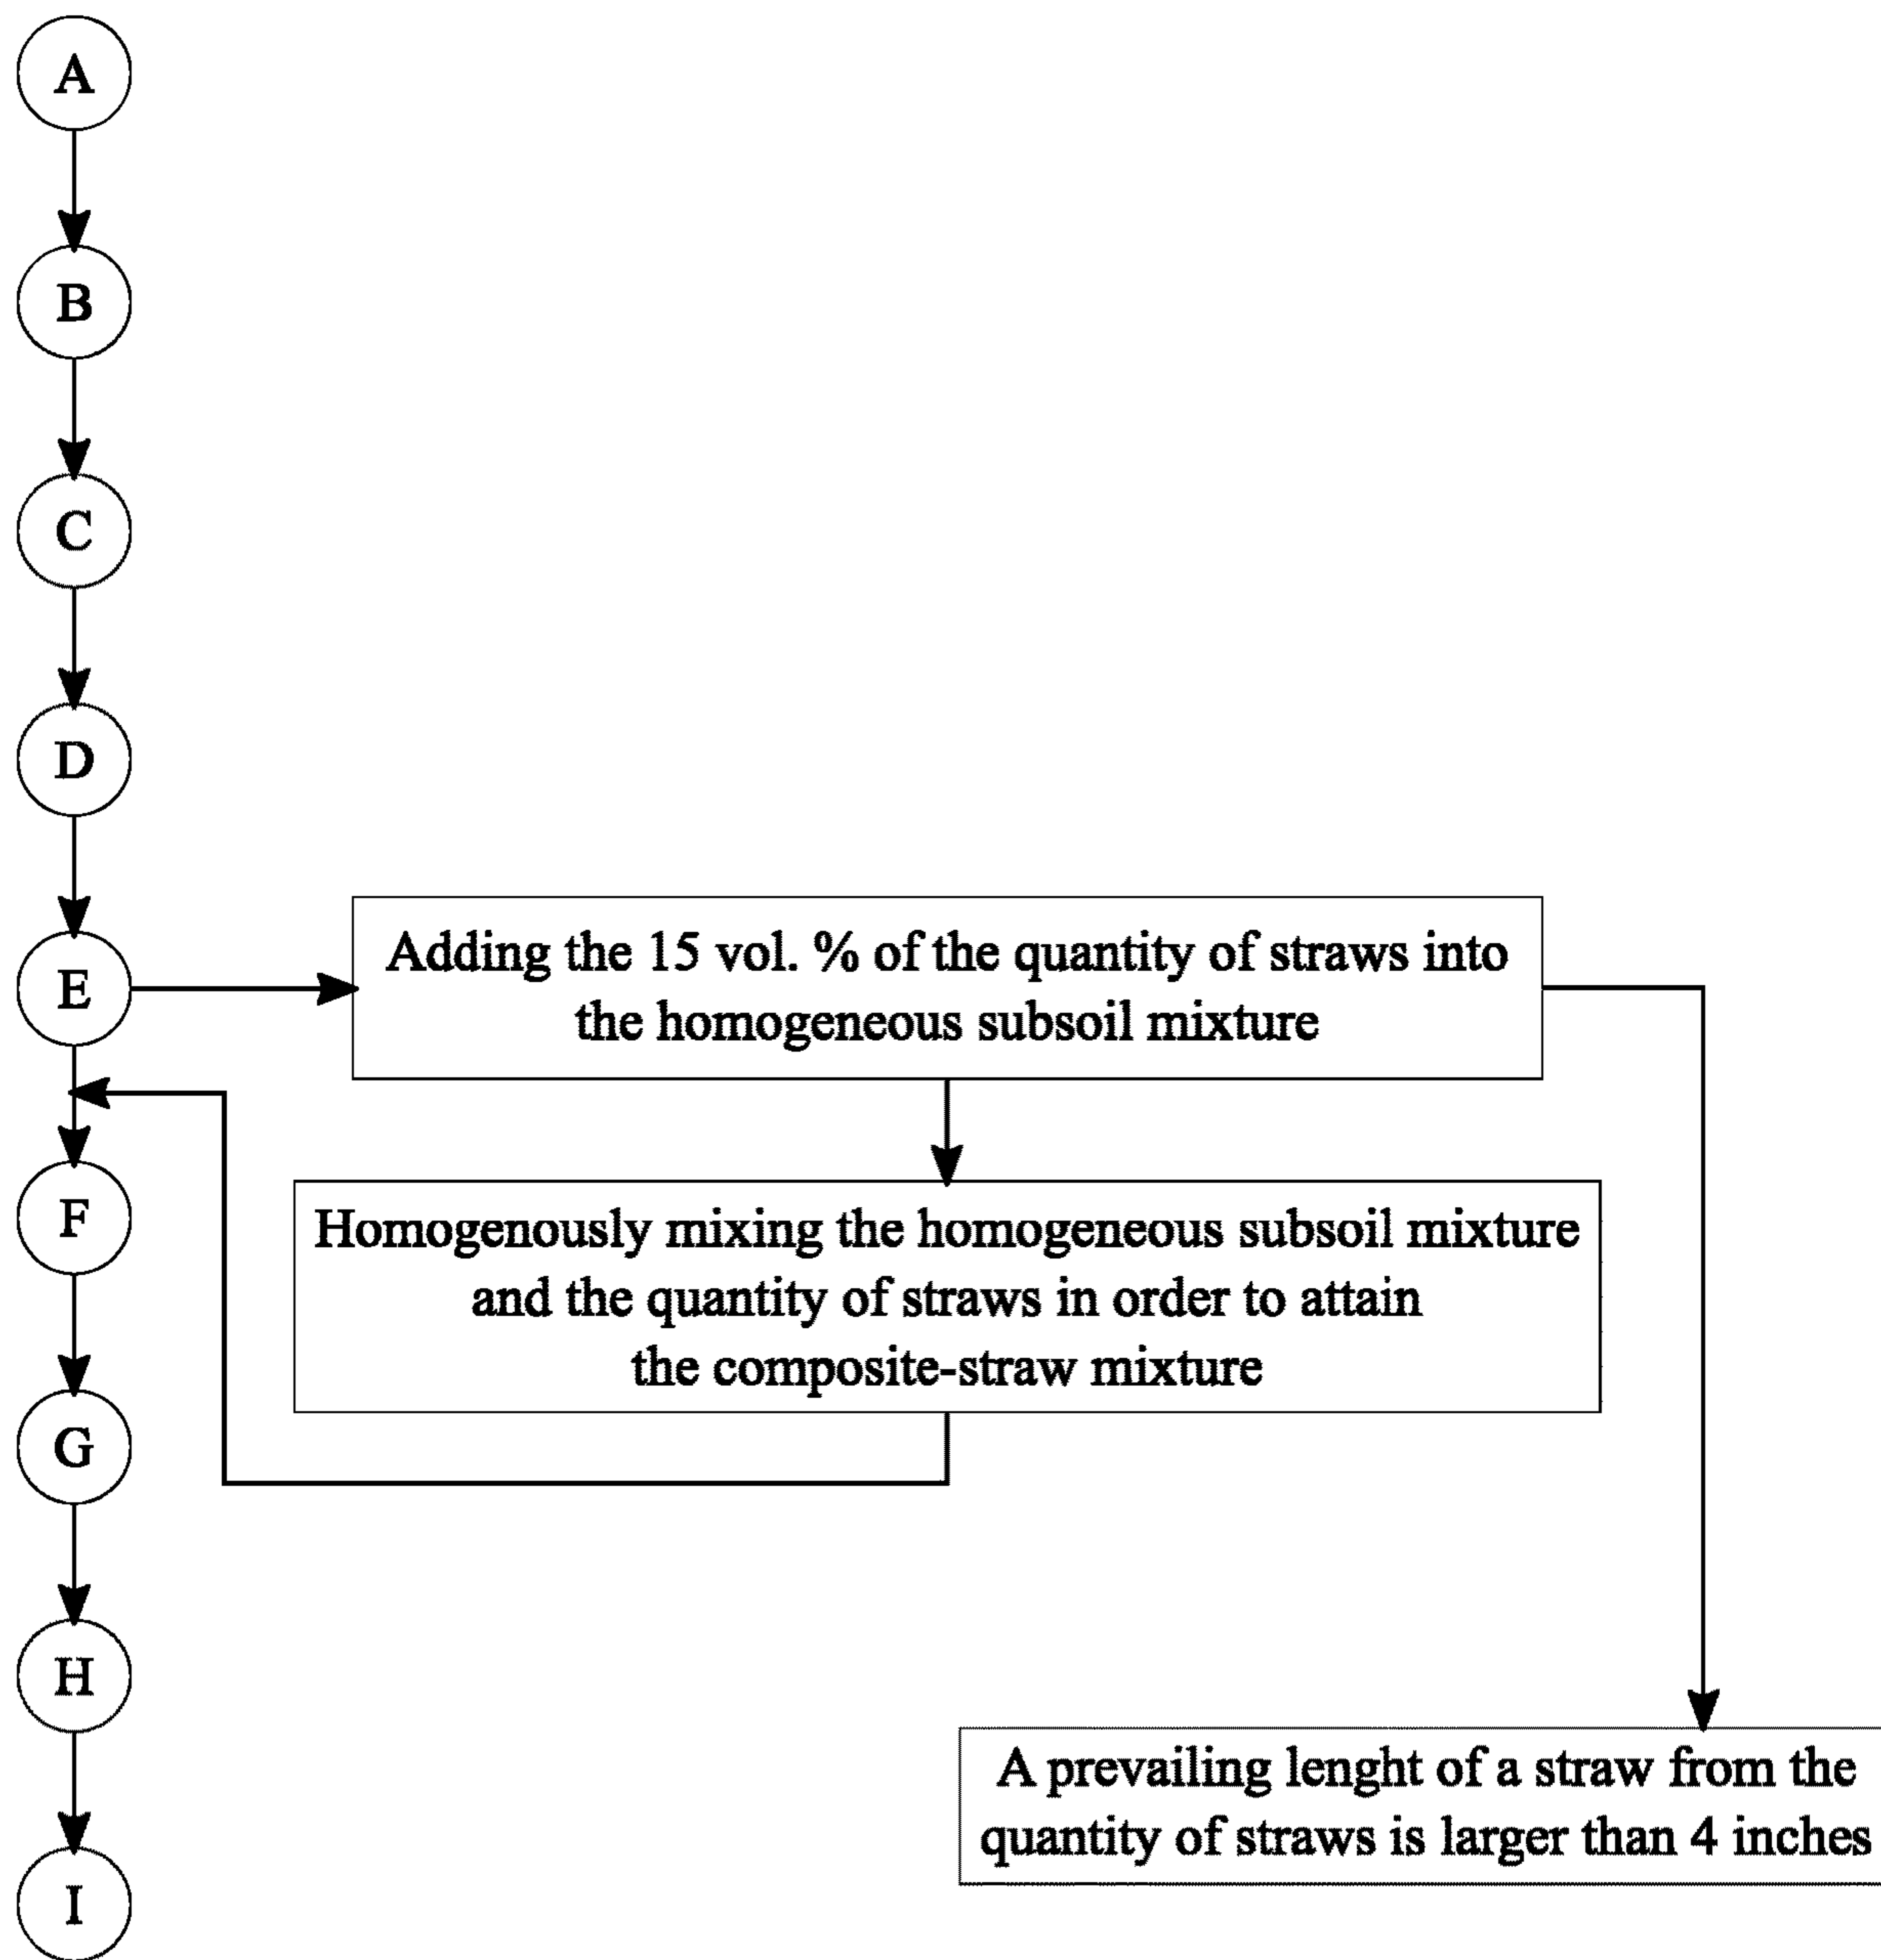 A
B
C
D
E
Adding the 15 vol. % of the quantity of straws into
the homogeneous subsoil mixture
F
Homogenously mixing the homogeneous subsoil mixture
and the quantity of straws in order to attain
the composite-straw mixture
G
H
A prevailing lenght of a straw from the
quantity of straws is larger than 4 inches
I